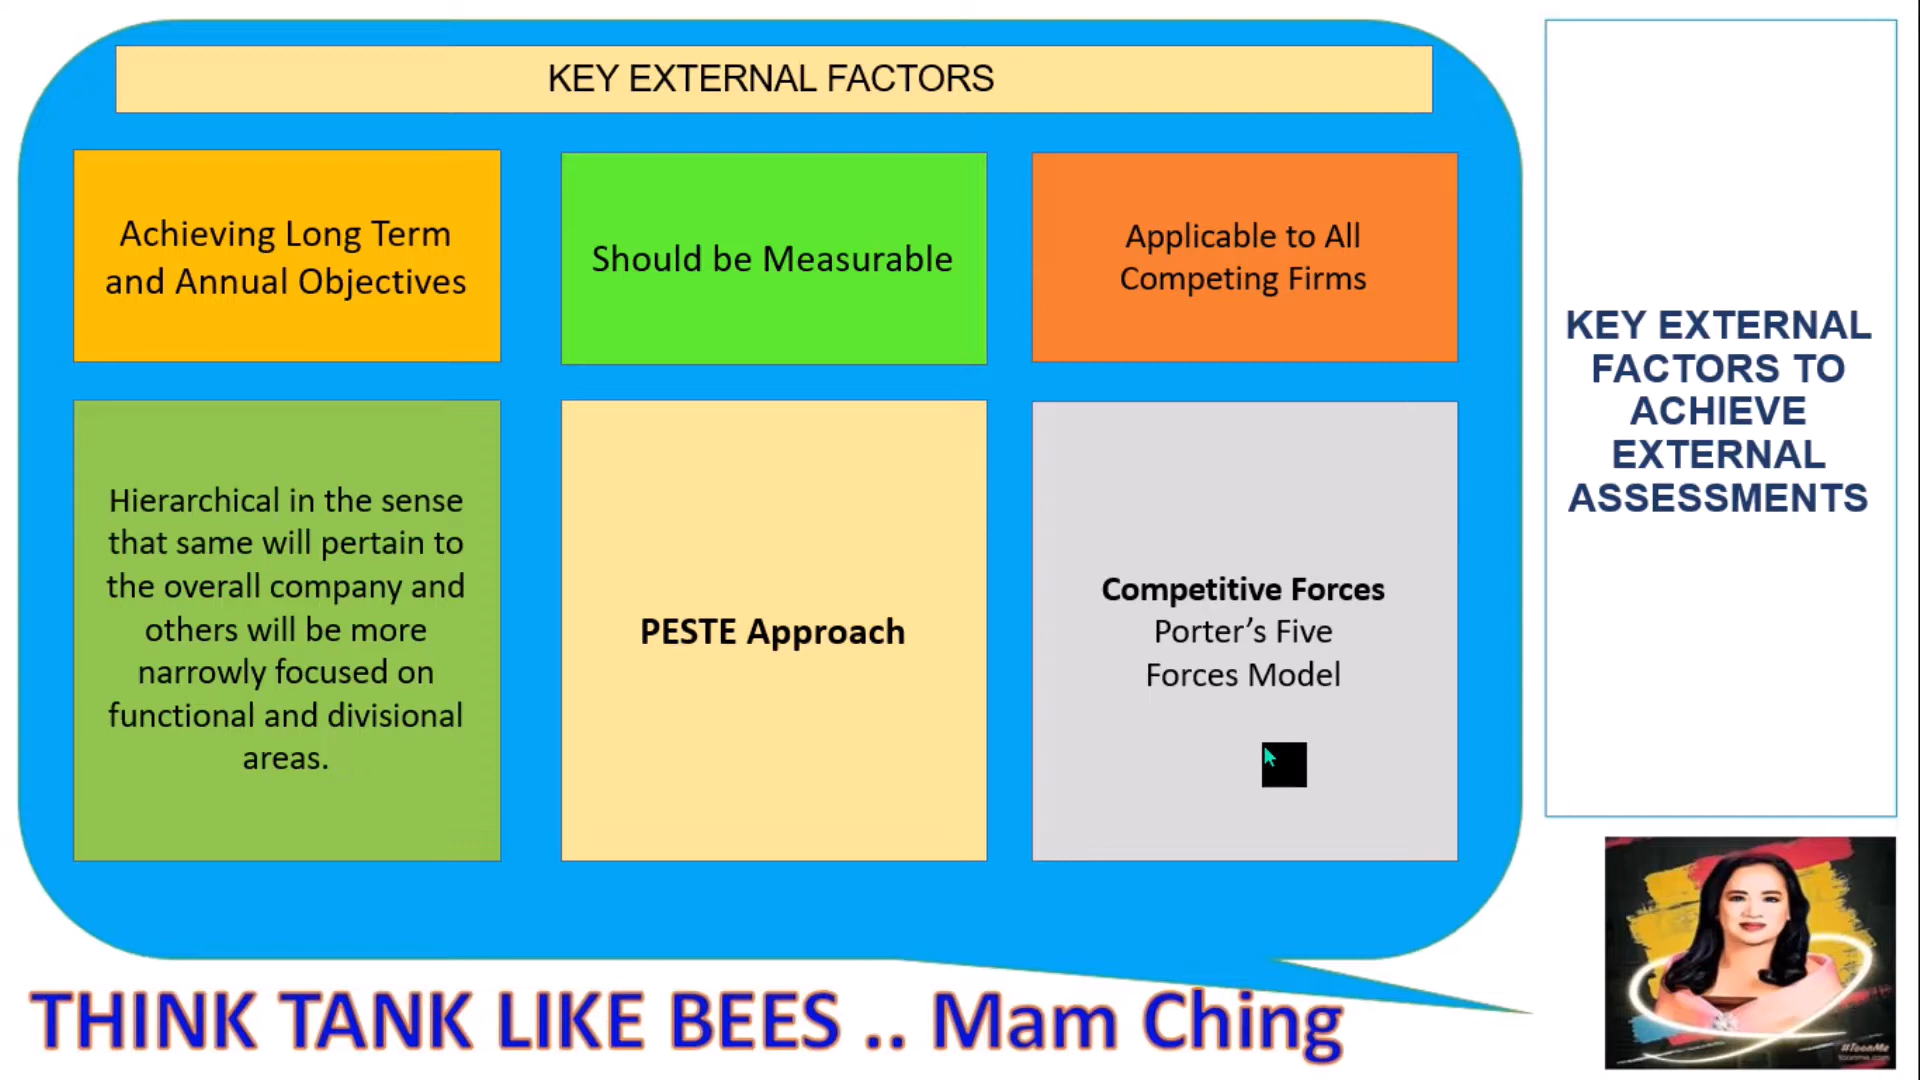 KEY EXTERNAL FACTORS
Achieving Long Term
and Annual Objectives
Should be Measurable
Applicable to All
Competing Firms
Hierarchical in the sense
that same will pertain to
the overall company and
others will be more
narrowly focused on
functional and divisional
areas.
PESTE Approach
Competitive Forces
Porter’s Five
Forces Model
KEY EXTERNAL
FACTORS TO
ACHIEVE
EXTERNAL
ASSESSMENTS
THINK TANK LIKE BEES .. Mam Ching
#ToonMe
toonme.com